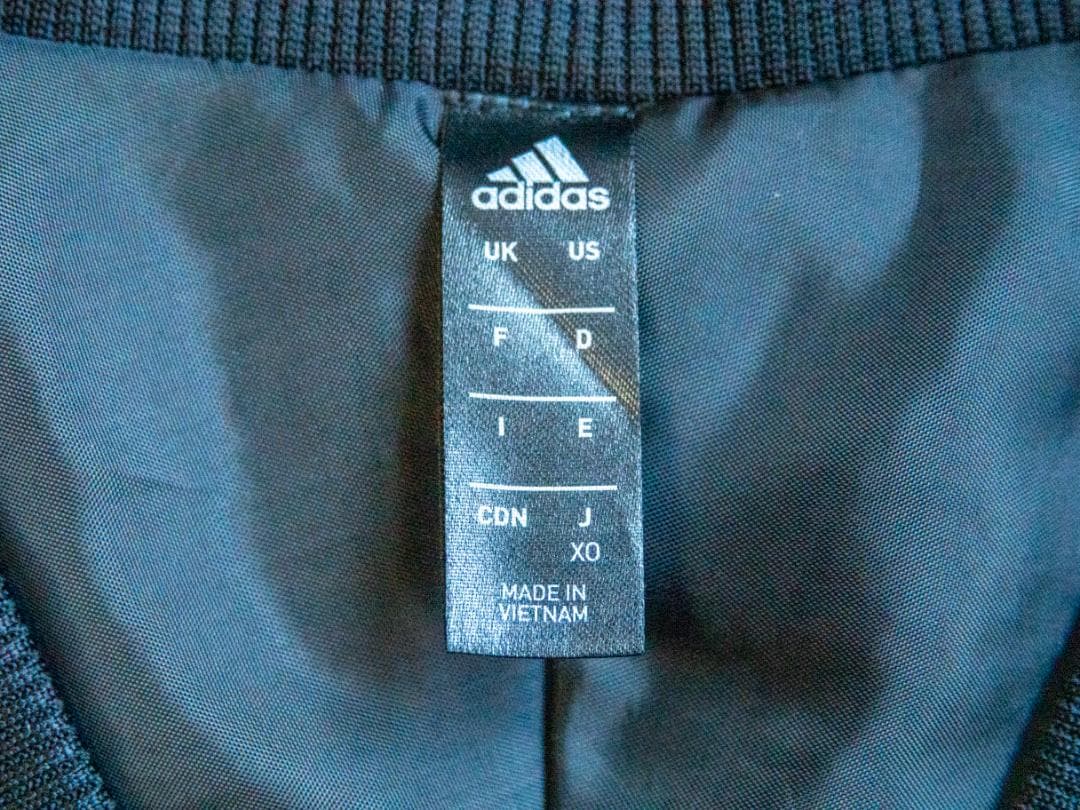 adidas
UK US
F D
I E
CDN J
XO
MADE IN
VIETNAM